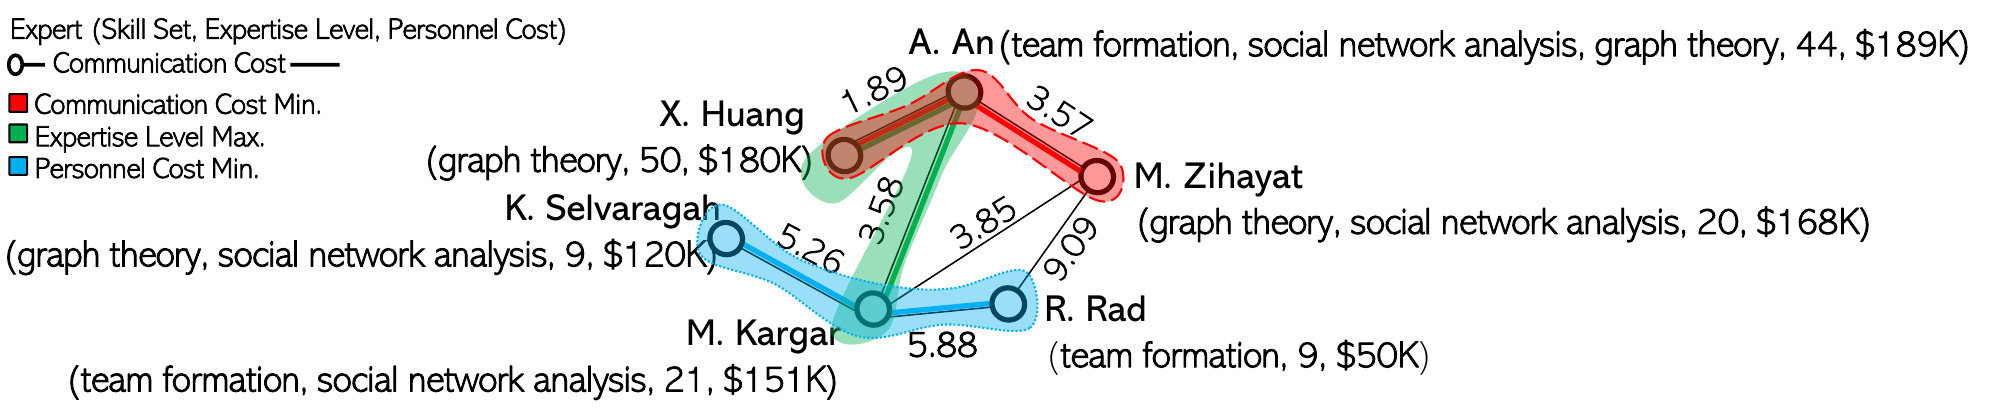 Expert (Skill Set, Expertise Level, Personnel Cost)
Communication Cost
Communication Cost Min.
Expertise Level Max.
Personnel Cost Min.
A. An (team formation, social network analysis, graph theory, 44, $189K)
1.89
3.57
X. Huang
(graph theory, 50, $180K)
M. Zihayat
(graph theory, social network analysis, 20, $168K)
K. Selvaragah
(graph theory, social network analysis, 9, $120K)
3.58
3.85
5.26
9.09
R. Rad
(team formation, 9, $50K)
M. Kargar
5.88
(team formation, social network analysis, 21, $151K)